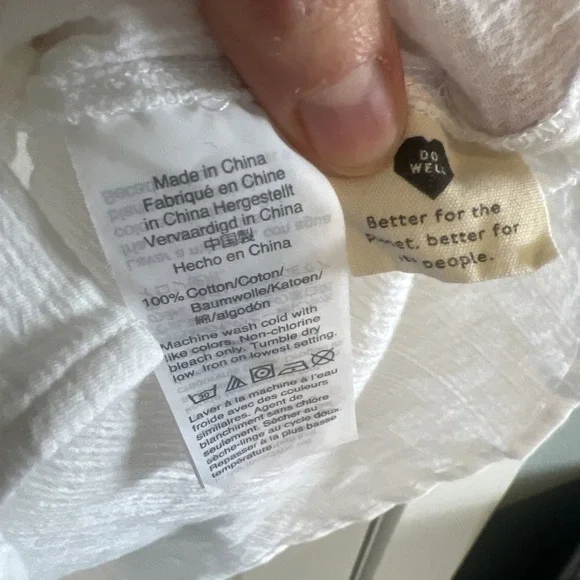 Made in China
Fabriqué en Chine
in China Hergestellt
Vervaardigd in China
中国製
Hecho en China
100% Cotton/Coton/
Baumwolle/Katoen/
綿/algodón
Machine wash cold with
like colors. Non-chlorine
bleach only. Tumble dry
low. Iron on lowest setting.
30
Laver à la machine à l'eau
froide avec des couleurs
similaires. Agent de
blanchiment sans chlore
seulement. Sécher au
sèche-linge au cycle doux.
Repasser à la plus basse
température.
DO
WELL
Better for the
better for
people.